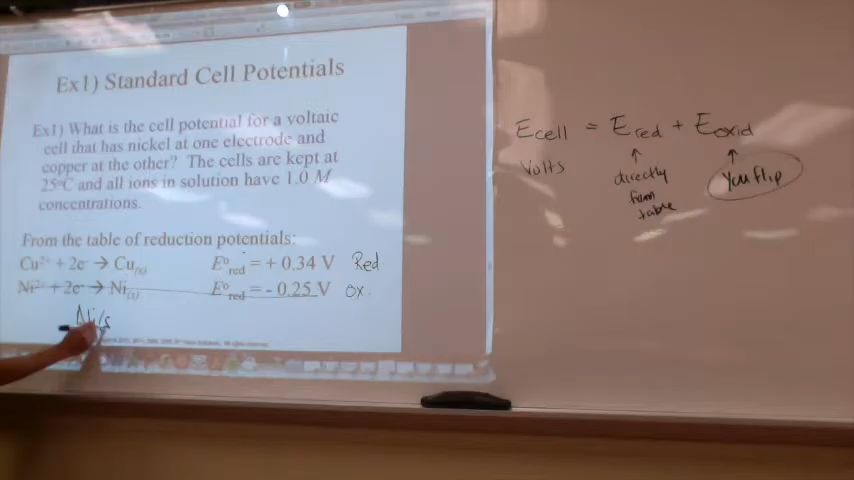 Ex1) Standard Cell Potentials
Ex1) What is the cell potential for a voltaic
cell that has nickel at one electrode and
copper at the other? The cells are kept at
25°C and all ions in solution have 1.0 M
concentrations.
From the table of reduction potentials:
Cu²⁺ + 2e⁻ → Cu(s) E°red = + 0.34 V Red
Ni²⁺ + 2e⁻ → Ni(s) E°red = - 0.25 V OX
Ni(s
Ecell = Ered + Eoxid
Volts
↑ directly
from
table
↑ you flip